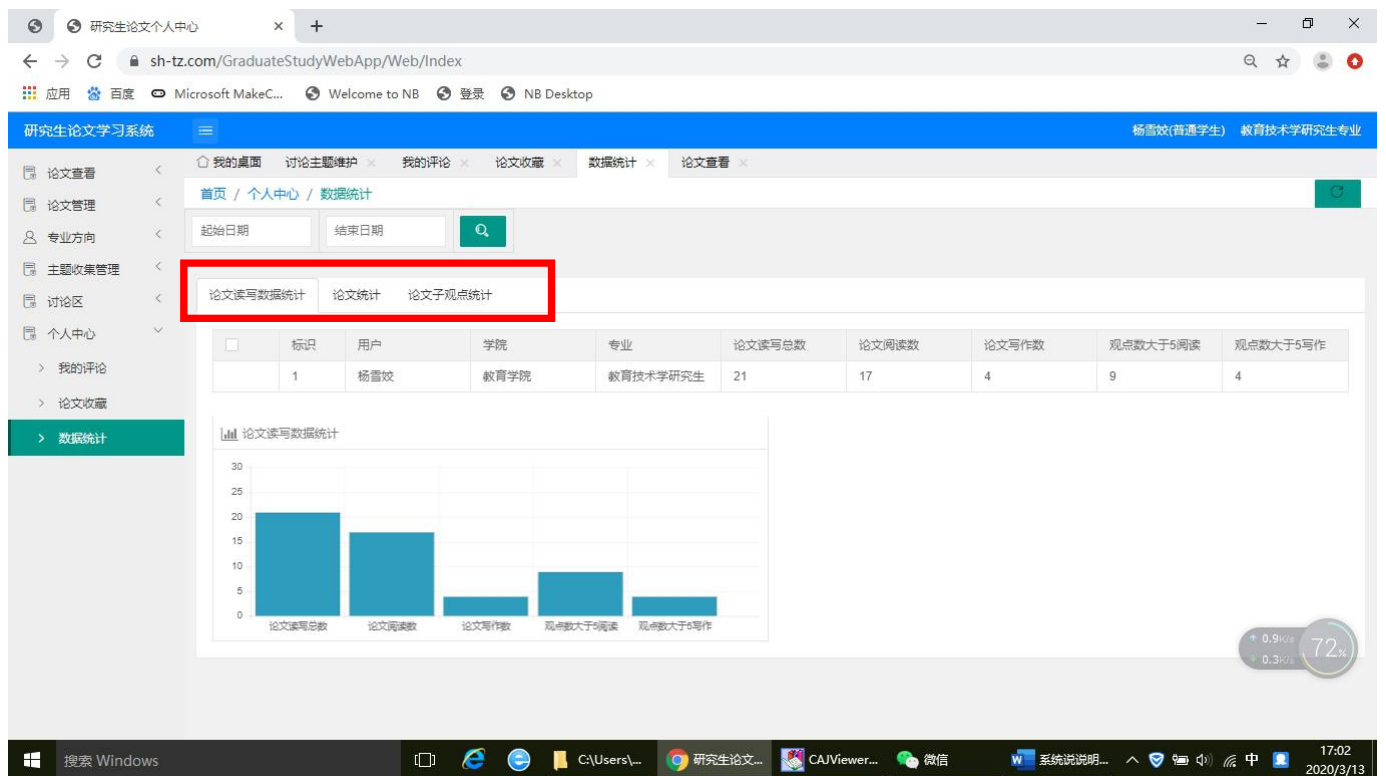 研究生论文个人中心
sh-tz.com/GraduateStudyWebApp/Web/Index
应用 百度 Microsoft MakeC... Welcome to NB 登录 NB Desktop
研究生论文学习系统 杨雪姣(普通学生) 教育技术学研究生专业
我的桌面 讨论主题维护 我的评论 论文收藏 数据统计 论文查看
首页 / 个人中心 / 数据统计
起始日期 结束日期
论文查看
论文管理
专业方向
主题收集管理
讨论区
个人中心
我的评论
论文收藏
数据统计
论文读写数据统计 论文统计 论文子观点统计
标识 用户 学院 专业 论文读写总数 论文阅读数 论文写作数 观点数大于5阅读 观点数大于5写作
1 杨雪姣 教育学院 教育技术学研究生 21 17 4 9 4
论文读写数据统计
30
25
20
15
10
5
0
论文读写总数 论文阅读数 论文写作数 观点数大于5阅读 观点数大于5写作
0.9K/s
0.3K/s
72%
搜索 Windows C:\Users\... 研究生论文... CAJViewer... 微信 系统说说明... 中 17:02
2020/3/13